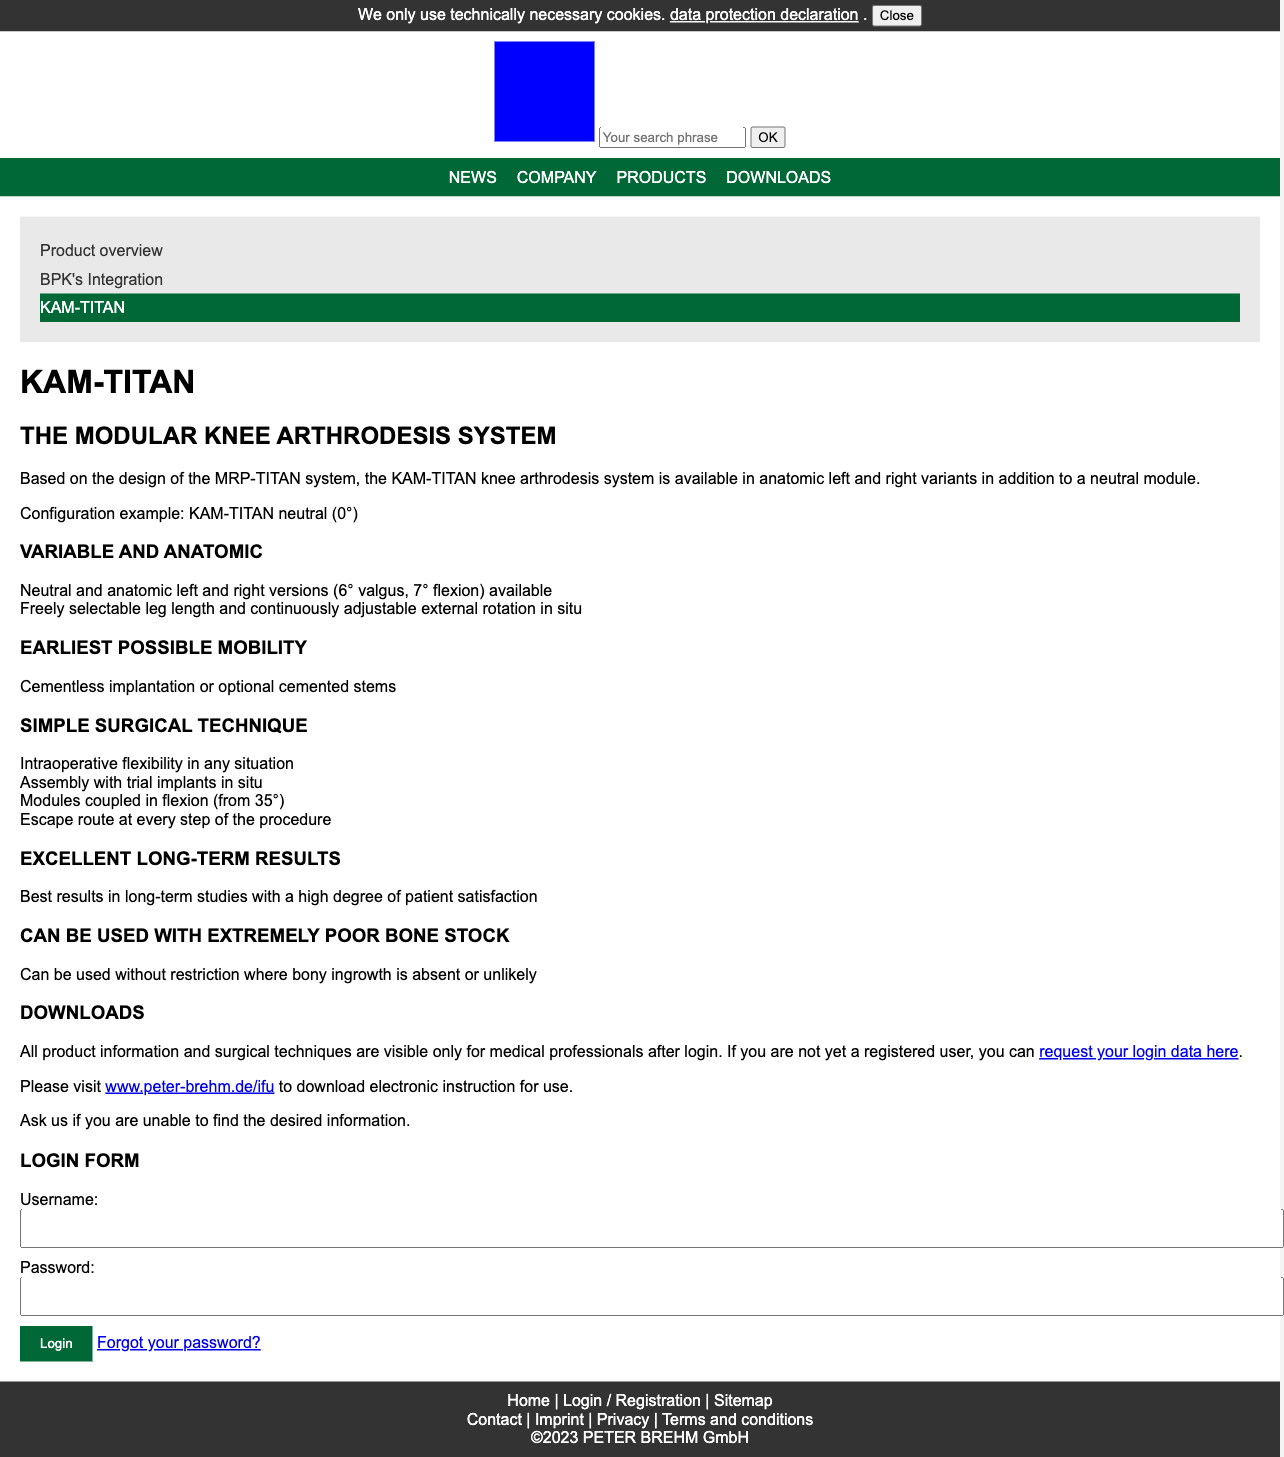 We only use technically necessary cookies. data protection declaration . Close
Your search phrase OK
NEWS COMPANY PRODUCTS DOWNLOADS
Product overview
BPK's Integration
KAM-TITAN
KAM-TITAN
THE MODULAR KNEE ARTHRODESIS SYSTEM
Based on the design of the MRP-TITAN system, the KAM-TITAN knee arthrodesis system is available in anatomic left and right variants in addition to a neutral module.
Configuration example: KAM-TITAN neutral (0°)
VARIABLE AND ANATOMIC
Neutral and anatomic left and right versions (6° valgus, 7° flexion) available
Freely selectable leg length and continuously adjustable external rotation in situ
EARLIEST POSSIBLE MOBILITY
Cementless implantation or optional cemented stems
SIMPLE SURGICAL TECHNIQUE
Intraoperative flexibility in any situation
Assembly with trial implants in situ
Modules coupled in flexion (from 35°)
Escape route at every step of the procedure
EXCELLENT LONG-TERM RESULTS
Best results in long-term studies with a high degree of patient satisfaction
CAN BE USED WITH EXTREMELY POOR BONE STOCK
Can be used without restriction where bony ingrowth is absent or unlikely
DOWNLOADS
All product information and surgical techniques are visible only for medical professionals after login. If you are not yet a registered user, you can request your login data here.
Please visit www.peter-brehm.de/ifu to download electronic instruction for use.
Ask us if you are unable to find the desired information.
LOGIN FORM
Username:
Password:
Login Forgot your password?
Home | Login / Registration | Sitemap
Contact | Imprint | Privacy | Terms and conditions
©2023 PETER BREHM GmbH